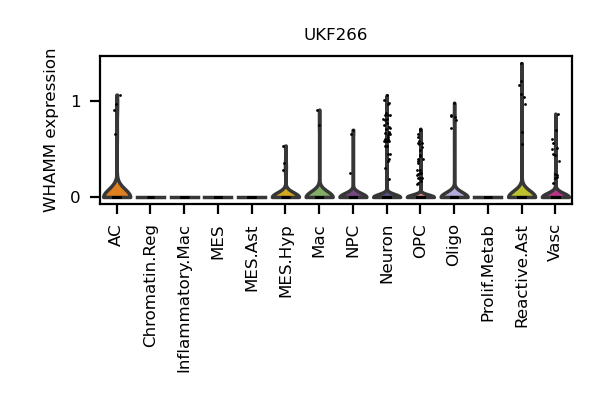 UKF266
WHAMM expression
1
0
AC
Chromatin.Reg
Inflammatory.Mac
MES
MES.Ast
MES.Hyp
Mac
NPC
Neuron
OPC
Oligo
Prolif.Metab
Reactive.Ast
Vasc